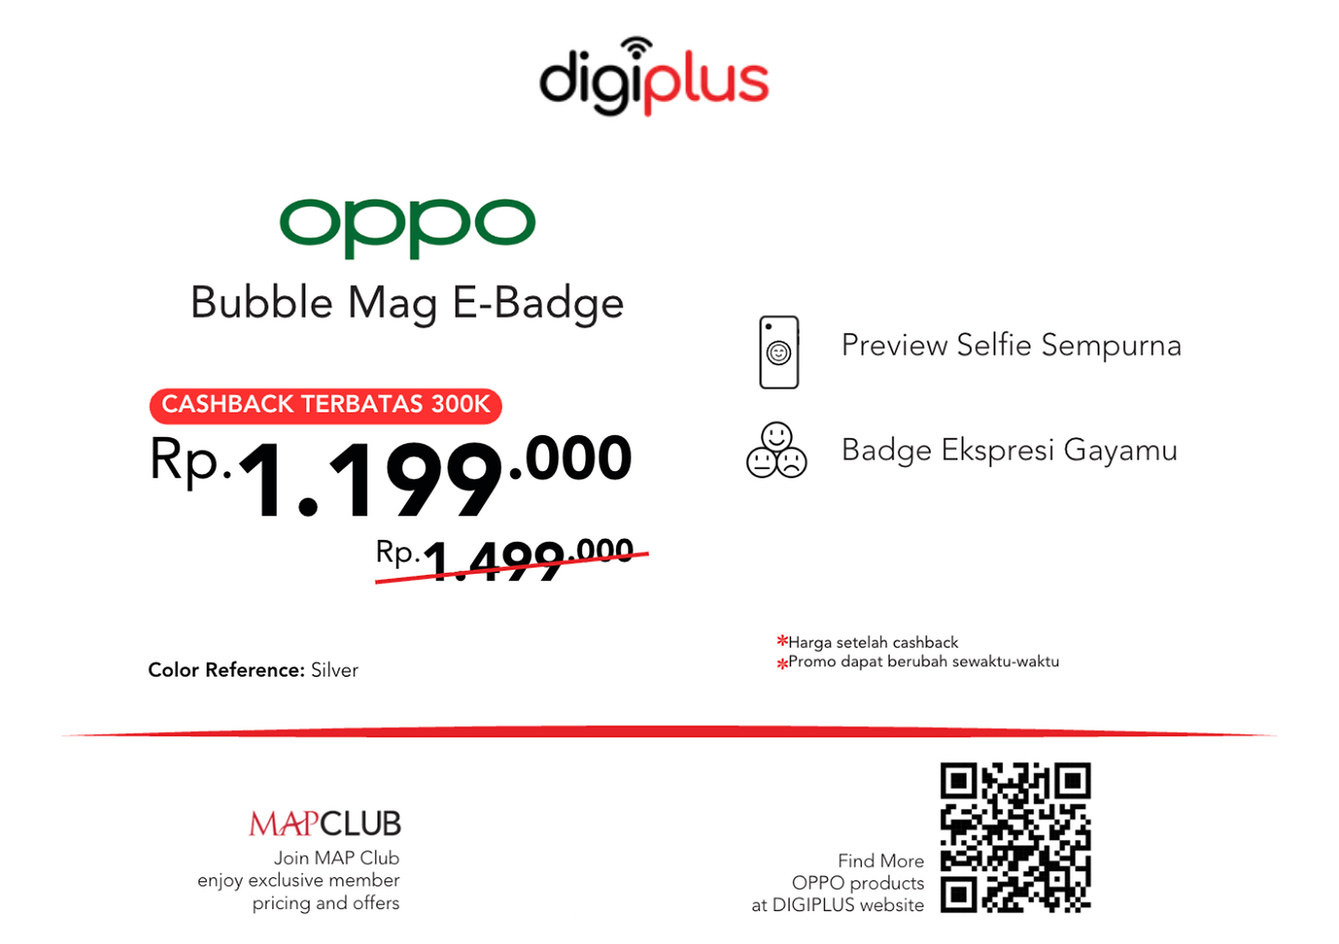 digiplus
oppo
Bubble Mag E-Badge
CASHBACK TERBATAS 300K
Rp.1.199.000
Rp.1.499.000
Color Reference: Silver
Preview Selfie Sempurna
Badge Ekspresi Gayamu
*Harga setelah cashback
*Promo dapat berubah sewaktu-waktu
MAPCLUB
Join MAP Club
enjoy exclusive member
pricing and offers
Find More
OPPO products
at DIGIPLUS website